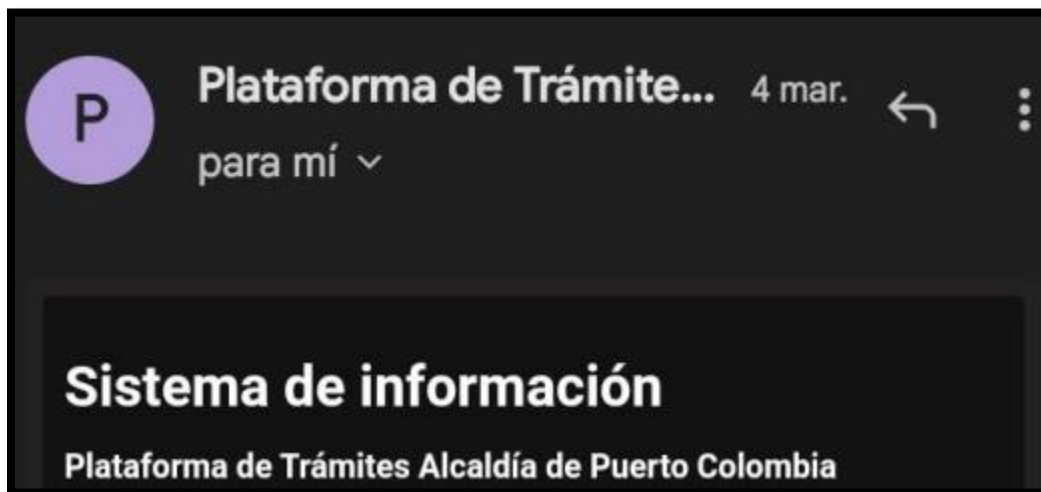 P
Plataforma de Trámite... 4 mar.
para mí
Sistema de información
Plataforma de Trámites Alcaldía de Puerto Colombia